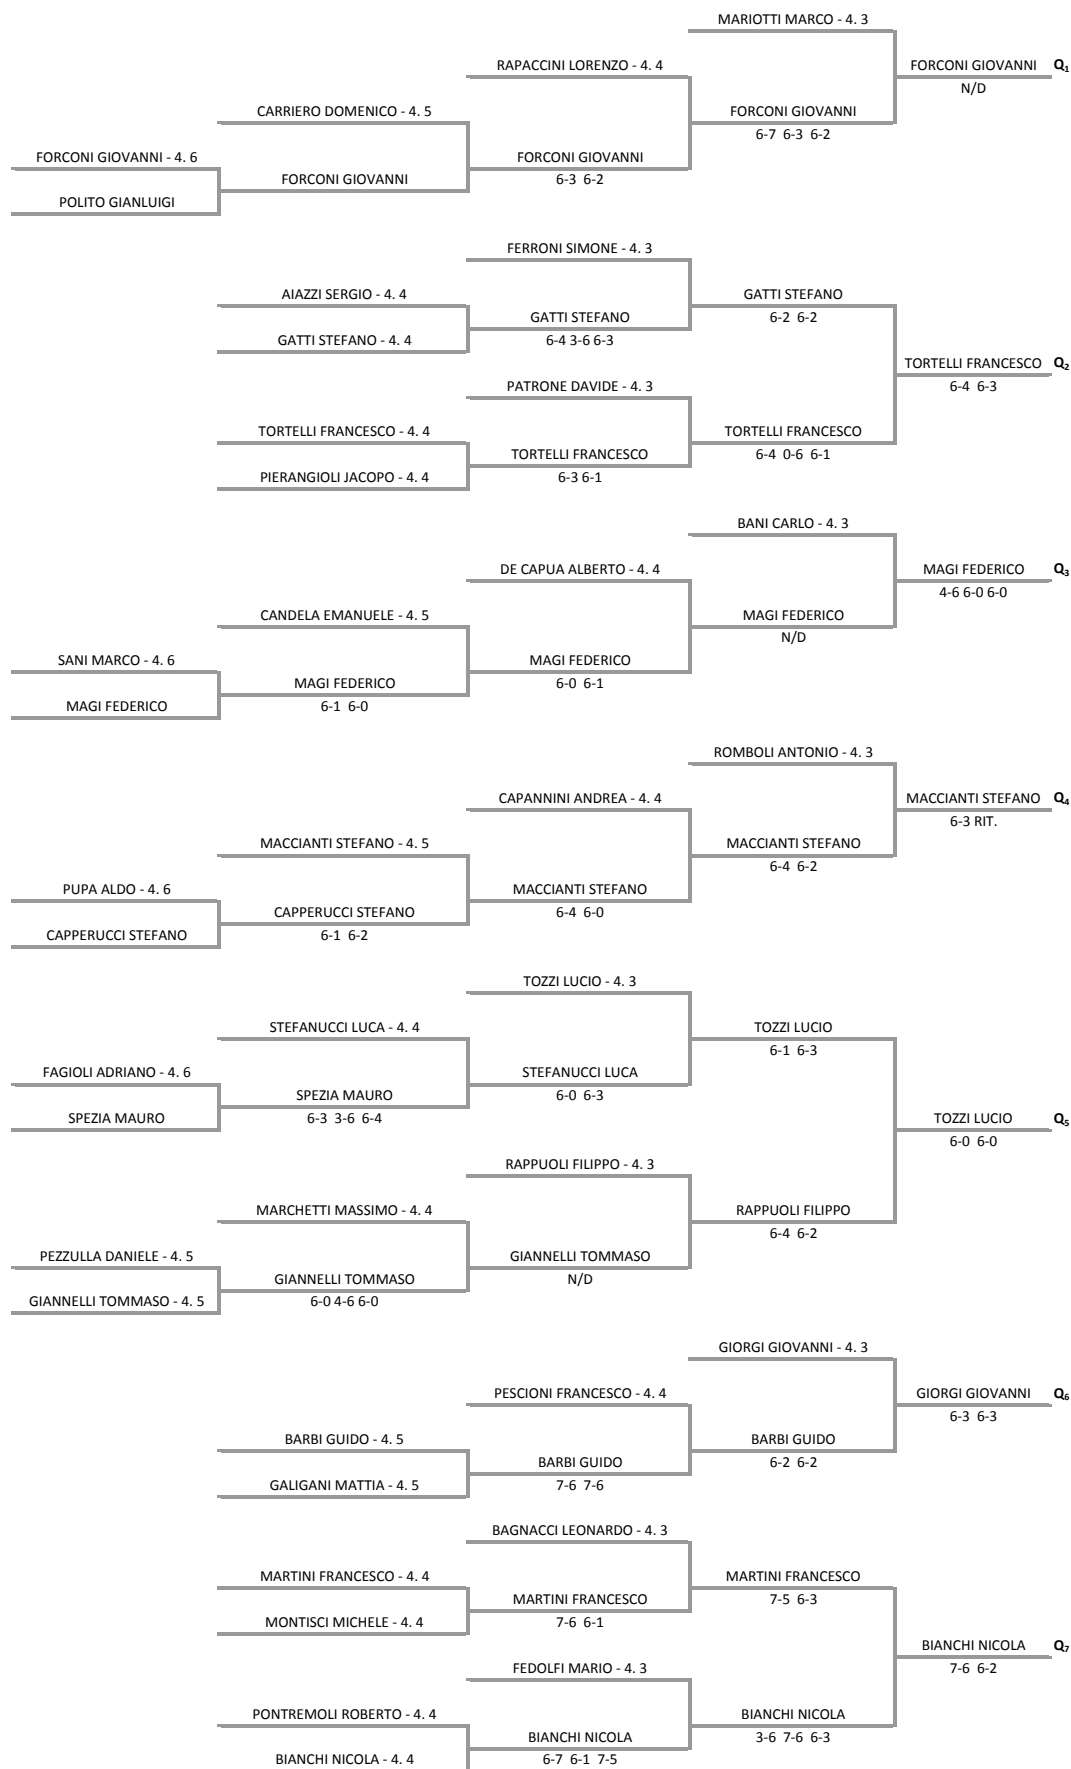 MARIOTTI MARCO - 4. 3
RAPACCINI LORENZO - 4. 4
FORCONI GIOVANNI Q1
N/D
CARRIERO DOMENICO - 4. 5
FORCONI GIOVANNI
6-7 6-3 6-2
FORCONI GIOVANNI - 4. 6
FORCONI GIOVANNI
6-3 6-2
FORCONI GIOVANNI
POLITO GIANLUIGI
FERRONI SIMONE - 4. 3
AIAZZI SERGIO - 4. 4
GATTI STEFANO
6-2 6-2
GATTI STEFANO
6-4 3-6 6-3
GATTI STEFANO - 4. 4
TORTELLI FRANCESCO Q2
6-4 6-3
PATRONE DAVIDE - 4. 3
TORTELLI FRANCESCO - 4. 4
TORTELLI FRANCESCO
6-4 0-6 6-1
TORTELLI FRANCESCO
6-3 6-1
PIERANGIOLI JACOPO - 4. 4
BANI CARLO - 4. 3
DE CAPUA ALBERTO - 4. 4
MAGI FEDERICO Q3
4-6 6-0 6-0
CANDELA EMANUELE - 4. 5
MAGI FEDERICO
N/D
SANI MARCO - 4. 6
MAGI FEDERICO
6-0 6-1
MAGI FEDERICO
6-1 6-0
MAGI FEDERICO
ROMBOLI ANTONIO - 4. 3
CAPANNINI ANDREA - 4. 4
MACCIANTI STEFANO Q4
6-3 RIT.
MACCIANTI STEFANO - 4. 5
MACCIANTI STEFANO
6-4 6-2
PUPA ALDO - 4. 6
MACCIANTI STEFANO
6-4 6-0
CAPPERUCCI STEFANO
6-1 6-2
CAPPERUCCI STEFANO
TOZZI LUCIO - 4. 3
STEFANUCCI LUCA - 4. 4
TOZZI LUCIO
6-1 6-3
FAGIOLI ADRIANO - 4. 6
STEFANUCCI LUCA
6-0 6-3
SPEZIA MAURO
6-3 3-6 6-4
SPEZIA MAURO
TOZZI LUCIO Q5
6-0 6-0
RAPPUOLI FILIPPO - 4. 3
MARCHETTI MASSIMO - 4. 4
RAPPUOLI FILIPPO
6-4 6-2
PEZZULLA DANIELE - 4. 5
GIANNELLI TOMMASO
N/D
GIANNELLI TOMMASO
6-0 4-6 6-0
GIANNELLI TOMMASO - 4. 5
GIORGI GIOVANNI - 4. 3
PESCIONI FRANCESCO - 4. 4
GIORGI GIOVANNI Q6
6-3 6-3
BARBI GUIDO - 4. 5
BARBI GUIDO
6-2 6-2
BARBI GUIDO
7-6 7-6
GALIGANI MATTIA - 4. 5
BAGNACCI LEONARDO - 4. 3
MARTINI FRANCESCO - 4. 4
MARTINI FRANCESCO
7-5 6-3
MARTINI FRANCESCO
7-6 6-1
MONTISCI MICHELE - 4. 4
BIANCHI NICOLA Q7
7-6 6-2
FEDOLFI MARIO - 4. 3
PONTREMOLI ROBERTO - 4. 4
BIANCHI NICOLA
3-6 7-6 6-3
BIANCHI NICOLA
6-7 6-1 7-5
BIANCHI NICOLA - 4. 4